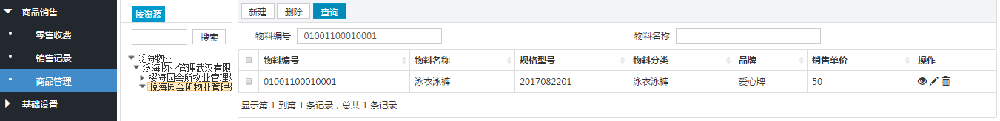 商品销售
零售收费
销售记录
商品管理
基础设置
按资源
搜索
泛海物业
泛海物业管理武汉有限
樱海园会所物业管理
悦海园会所物业管理
新建 删除 查询
物料编号 01001100010001 物料名称
物料编号 物料名称 规格型号 物料分类 品牌 销售单价 操作
01001100010001 泳衣泳裤 2017082201 泳衣泳裤 爱心牌 50
显示第 1 到第 1 条记录，总共 1 条记录